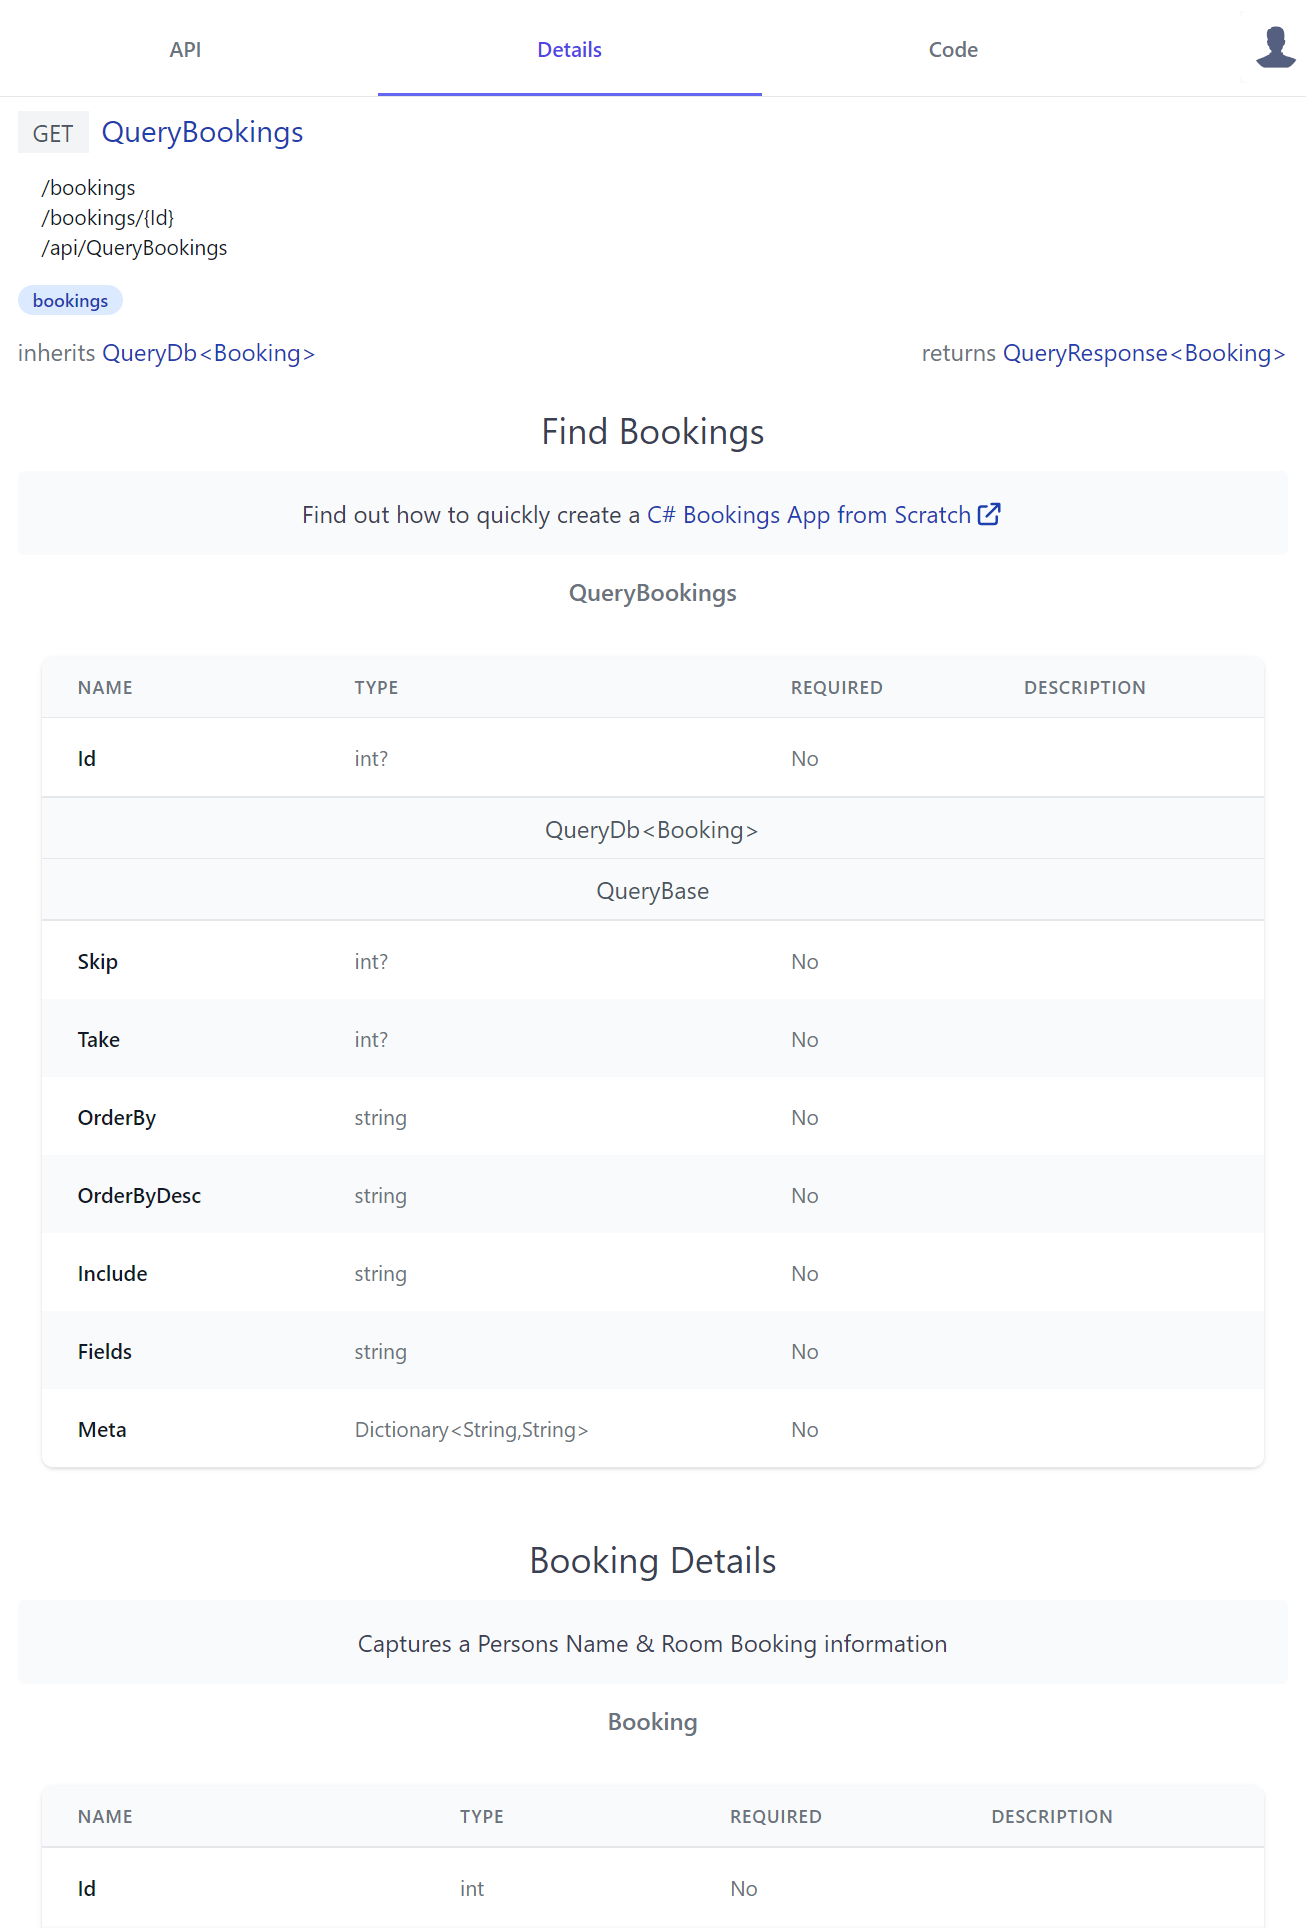 API Details Code
GET QueryBookings
/bookings
/bookings/{Id}
/api/QueryBookings
bookings
inherits QueryDb<Booking> returns QueryResponse<Booking>
Find Bookings
Find out how to quickly create a C# Bookings App from Scratch
QueryBookings
NAME TYPE REQUIRED DESCRIPTION
Id int? No
QueryDb<Booking>
QueryBase
Skip int? No
Take int? No
OrderBy string No
OrderByDesc string No
Include string No
Fields string No
Meta Dictionary<String,String> No
Booking Details
Captures a Persons Name & Room Booking information
Booking
NAME TYPE REQUIRED DESCRIPTION
Id int No